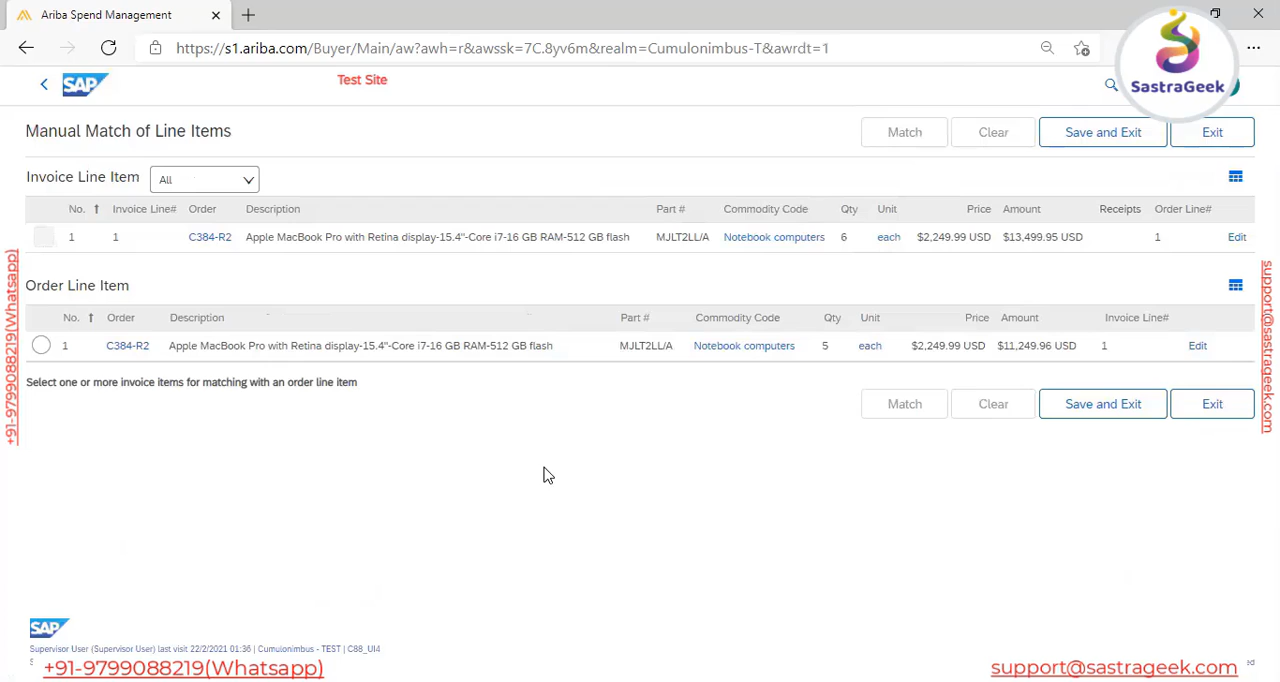 Ariba Spend Management
https://s1.ariba.com/Buyer/Main/aw?awh=r&awssk=7C.8yv6m&realm=Cumulonimbus-T&awrdt=1
SastraGeek
SAP
Test Site
Manual Match of Line Items
Match Clear Save and Exit Exit
Invoice Line Item All
No. Invoice Line# Order Description Part # Commodity Code Qty Unit Price Amount Receipts Order Line#
1 1 C384-R2 Apple MacBook Pro with Retina display-15.4"-Core i7-16 GB RAM-512 GB flash MJLT2LL/A Notebook computers 6 each $2,249.99 USD $13,499.95 USD 1 Edit
Order Line Item
No. Order Description Part # Commodity Code Qty Unit Price Amount Invoice Line#
1 C384-R2 Apple MacBook Pro with Retina display-15.4"-Core i7-16 GB RAM-512 GB flash MJLT2LL/A Notebook computers 5 each $2,249.99 USD $11,249.96 USD 1 Edit
Select one or more invoice items for matching with an order line item
Match Clear Save and Exit Exit
+91-9799088219(Whatsapp)
support@sastrageek.com
SAP
Supervisor User (Supervisor User) last visit 22/2/2021 01:36 | Cumulonimbus - TEST | C88_UI4
+91-9799088219(Whatsapp)
support@sastrageek.com